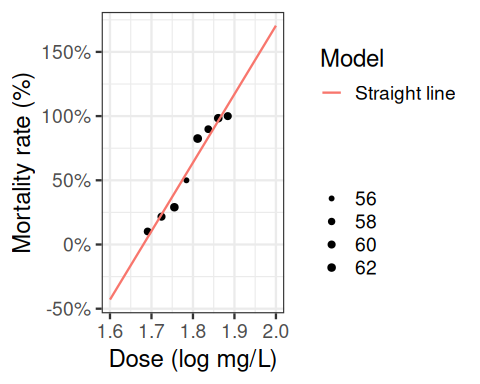 Mortality rate (%)
150%
100%
50%
0%
-50%
1.6 1.7 1.8 1.9 2.0
Dose (log mg/L)
Model
Straight line
56
58
60
62